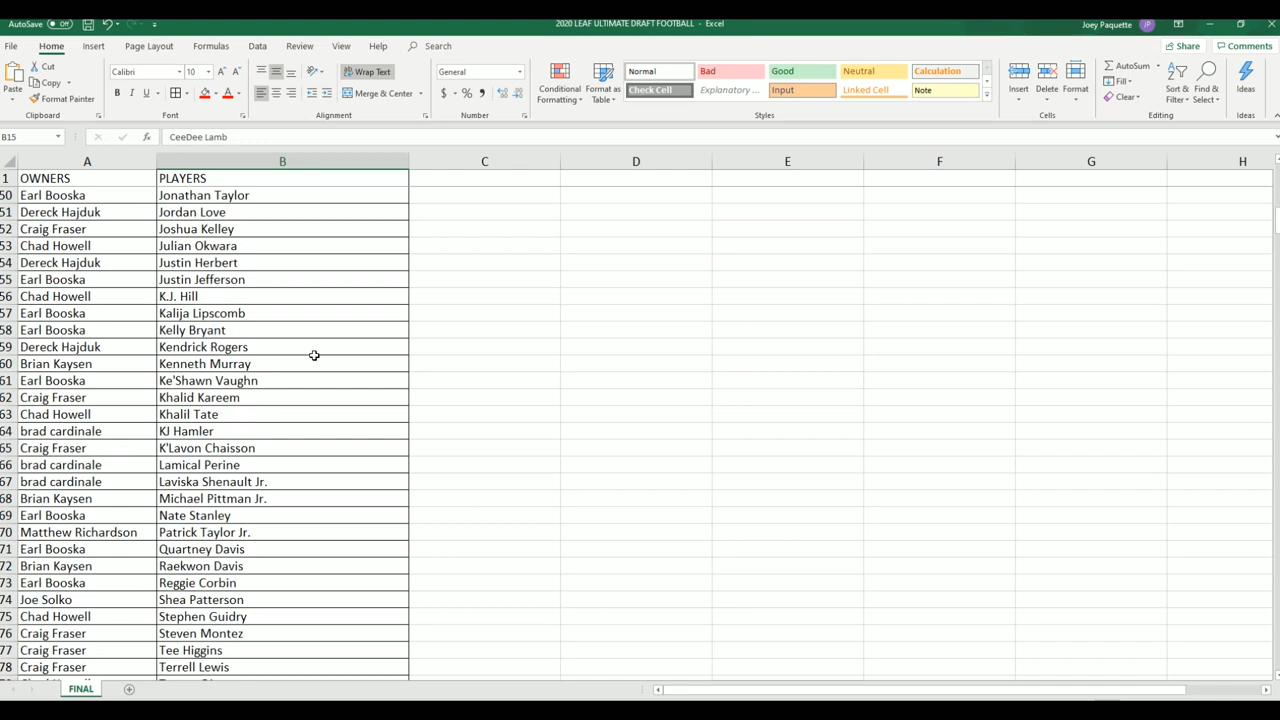 AutoSave Off 2020 LEAF ULTIMATE DRAFT FOOTBALL - Excel Joey Paquette JP
File Home Insert Page Layout Formulas Data Review View Help Search Share Comments
Paste Cut Copy Format Painter Clipboard
Calibri 10 A A B I U A Font
Wrap Text Merge & Center Alignment
General $ % Number
Conditional Formatting Format as Table Normal Bad Good Neutral Calculation
Check Cell Explanatory ... Input Linked Cell Note Styles
Insert Delete Format Cells
AutoSum Fill Clear Sort & Filter Find & Select Editing
Ideas Ideas
B15 fx CeeDee Lamb
A B C D E F G H
1 OWNERS PLAYERS
50 Earl Booska Jonathan Taylor
51 Dereck Hajduk Jordan Love
52 Craig Fraser Joshua Kelley
53 Chad Howell Julian Okwara
54 Dereck Hajduk Justin Herbert
55 Earl Booska Justin Jefferson
56 Chad Howell K.J. Hill
57 Earl Booska Kalija Lipscomb
58 Earl Booska Kelly Bryant
59 Dereck Hajduk Kendrick Rogers
60 Brian Kaysen Kenneth Murray
61 Earl Booska Ke'Shawn Vaughn
62 Craig Fraser Khalid Kareem
63 Chad Howell Khalil Tate
64 brad cardinale KJ Hamler
65 Craig Fraser K'Lavon Chaisson
66 brad cardinale Lamical Perine
67 brad cardinale Laviska Shenault Jr.
68 Brian Kaysen Michael Pittman Jr.
69 Earl Booska Nate Stanley
70 Matthew Richardson Patrick Taylor Jr.
71 Earl Booska Quartney Davis
72 Brian Kaysen Raekwon Davis
73 Earl Booska Reggie Corbin
74 Joe Solko Shea Patterson
75 Chad Howell Stephen Guidry
76 Craig Fraser Steven Montez
77 Craig Fraser Tee Higgins
78 Craig Fraser Terrell Lewis
FINAL